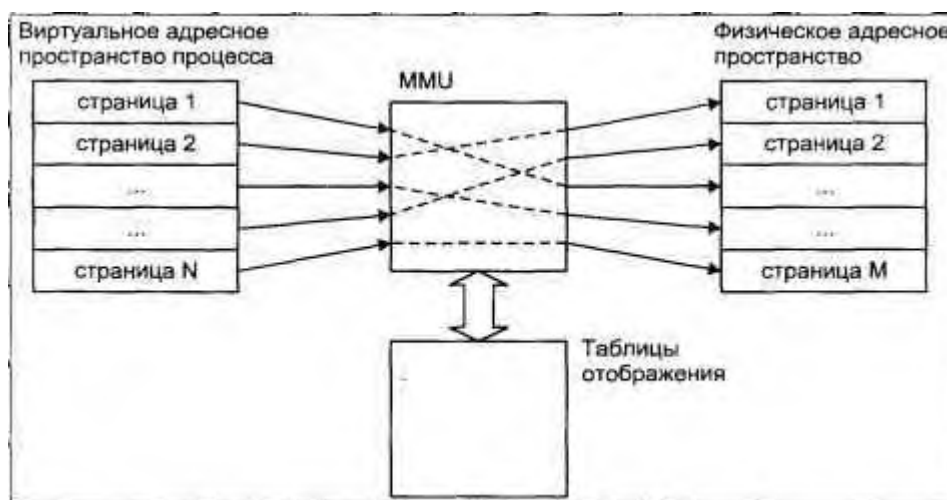 Виртуальное адресное
пространство процесса
страница 1
страница 2
...
...
страница N
MMU
Физическое адресное
пространство
страница 1
страница 2
...
...
страница M
Таблицы
отображения